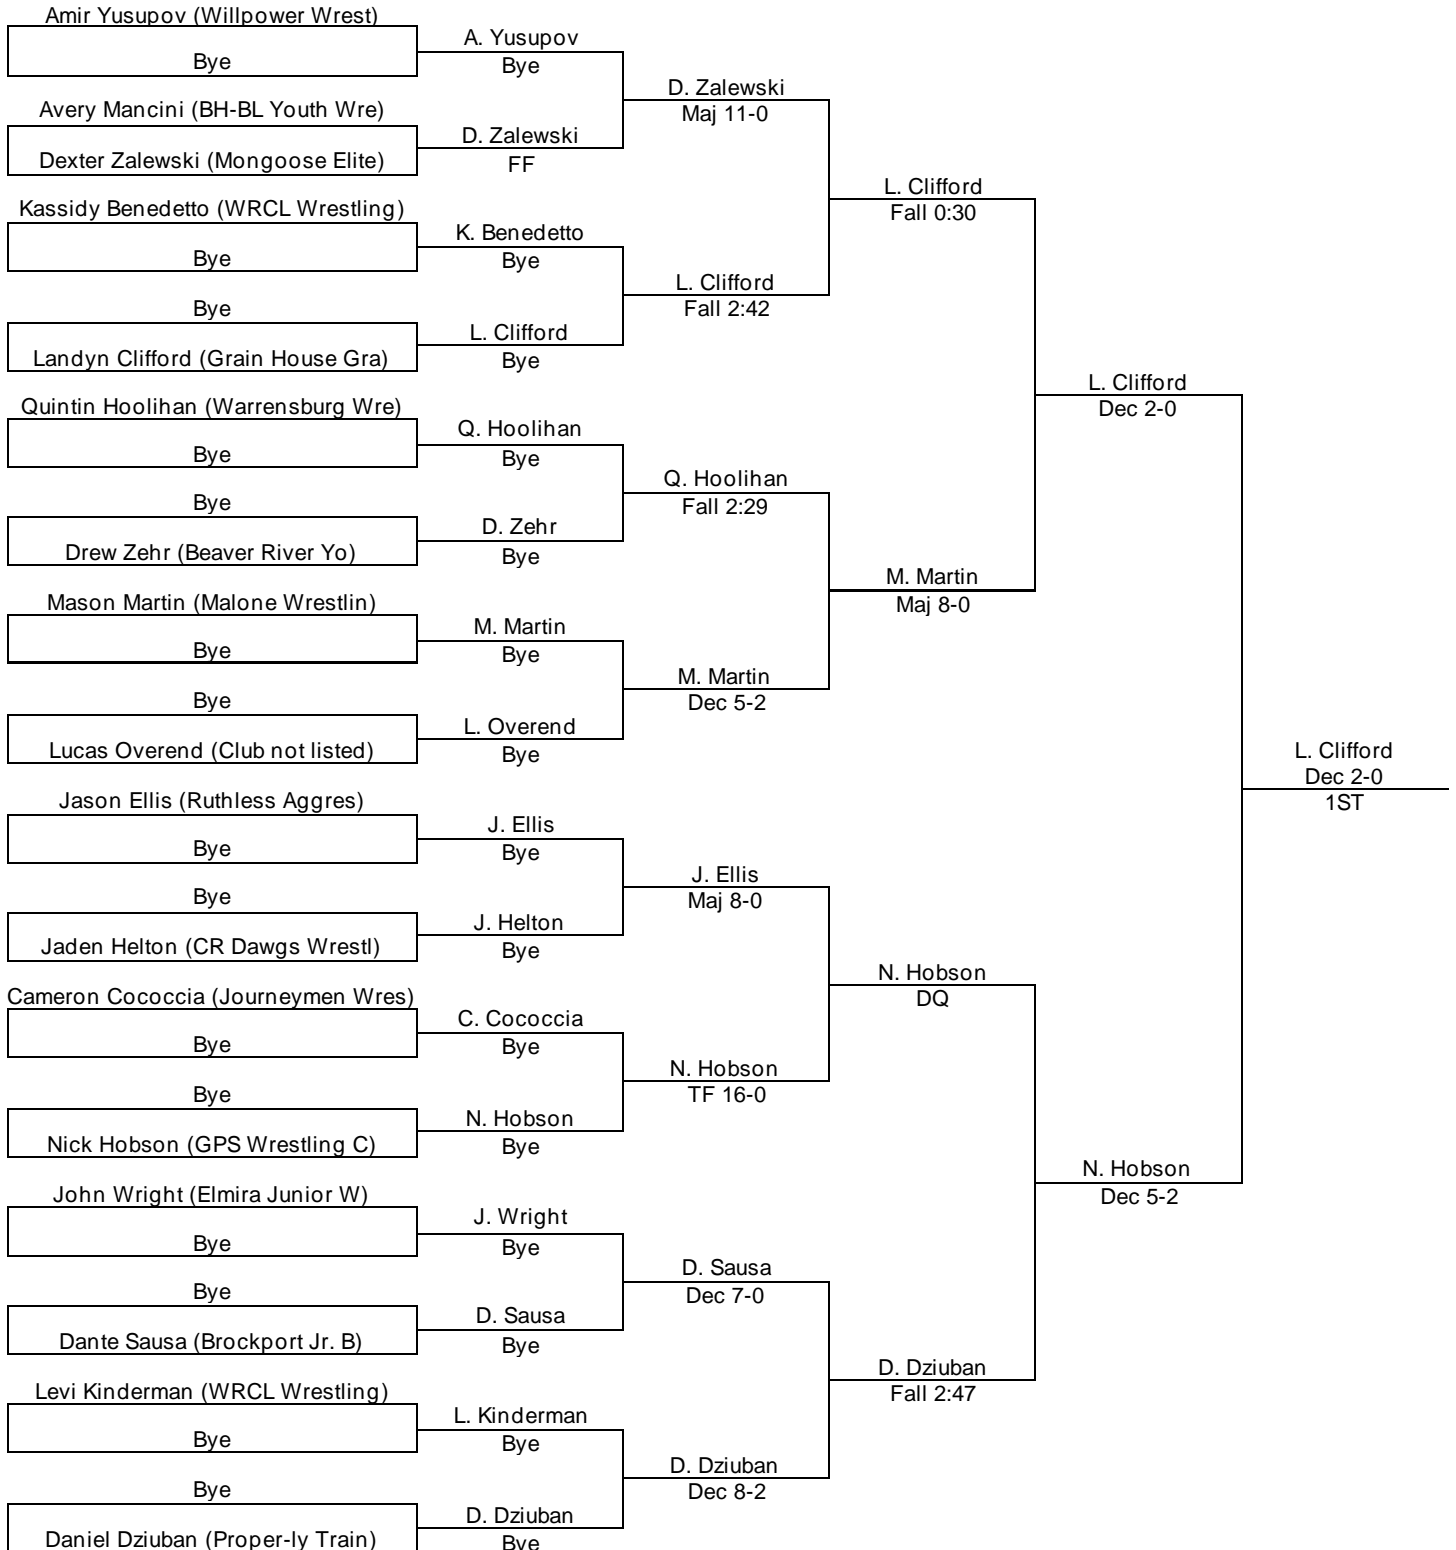 Amir Yusupov (Willpower Wrest)
Bye
Avery Mancini (BH-BL Youth Wre)
Dexter Zalewski (Mongoose Elite)
Kassidy Benedetto (WRCL Wrestling)
Bye
Bye
Landyn Clifford (Grain House Gra)
Quintin Hoolihan (Warrensburg Wre)
Bye
Bye
Drew Zehr (Beaver River Yo)
Mason Martin (Malone Wrestlin)
Bye
Bye
Lucas Overend (Club not listed)
Jason Ellis (Ruthless Aggres)
Bye
Bye
Jaden Helton (CR Dawgs Wrestl)
Cameron Cococcia (Journeymen Wres)
Bye
Bye
Nick Hobson (GPS Wrestling C)
John Wright (Elmira Junior W)
Bye
Bye
Dante Sausa (Brockport Jr. B)
Levi Kinderman (WRCL Wrestling)
Bye
Bye
Daniel Dziuban (Proper-ly Train)
A. Yusupov
Bye
D. Zalewski
FF
K. Benedetto
Bye
L. Clifford
Bye
Q. Hoolihan
Bye
D. Zehr
Bye
M. Martin
Bye
L. Overend
Bye
J. Ellis
Bye
J. Helton
Bye
C. Cococcia
Bye
N. Hobson
Bye
J. Wright
Bye
D. Sausa
Bye
L. Kinderman
Bye
D. Dziuban
Bye
D. Zalewski
Maj 11-0
L. Clifford
Fall 2:42
Q. Hoolihan
Fall 2:29
M. Martin
Dec 5-2
J. Ellis
Maj 8-0
N. Hobson
TF 16-0
D. Sausa
Dec 7-0
D. Dziuban
Dec 8-2
L. Clifford
Fall 0:30
M. Martin
Maj 8-0
N. Hobson
DQ
D. Dziuban
Fall 2:47
L. Clifford
Dec 2-0
N. Hobson
Dec 5-2
L. Clifford
Dec 2-0
1ST